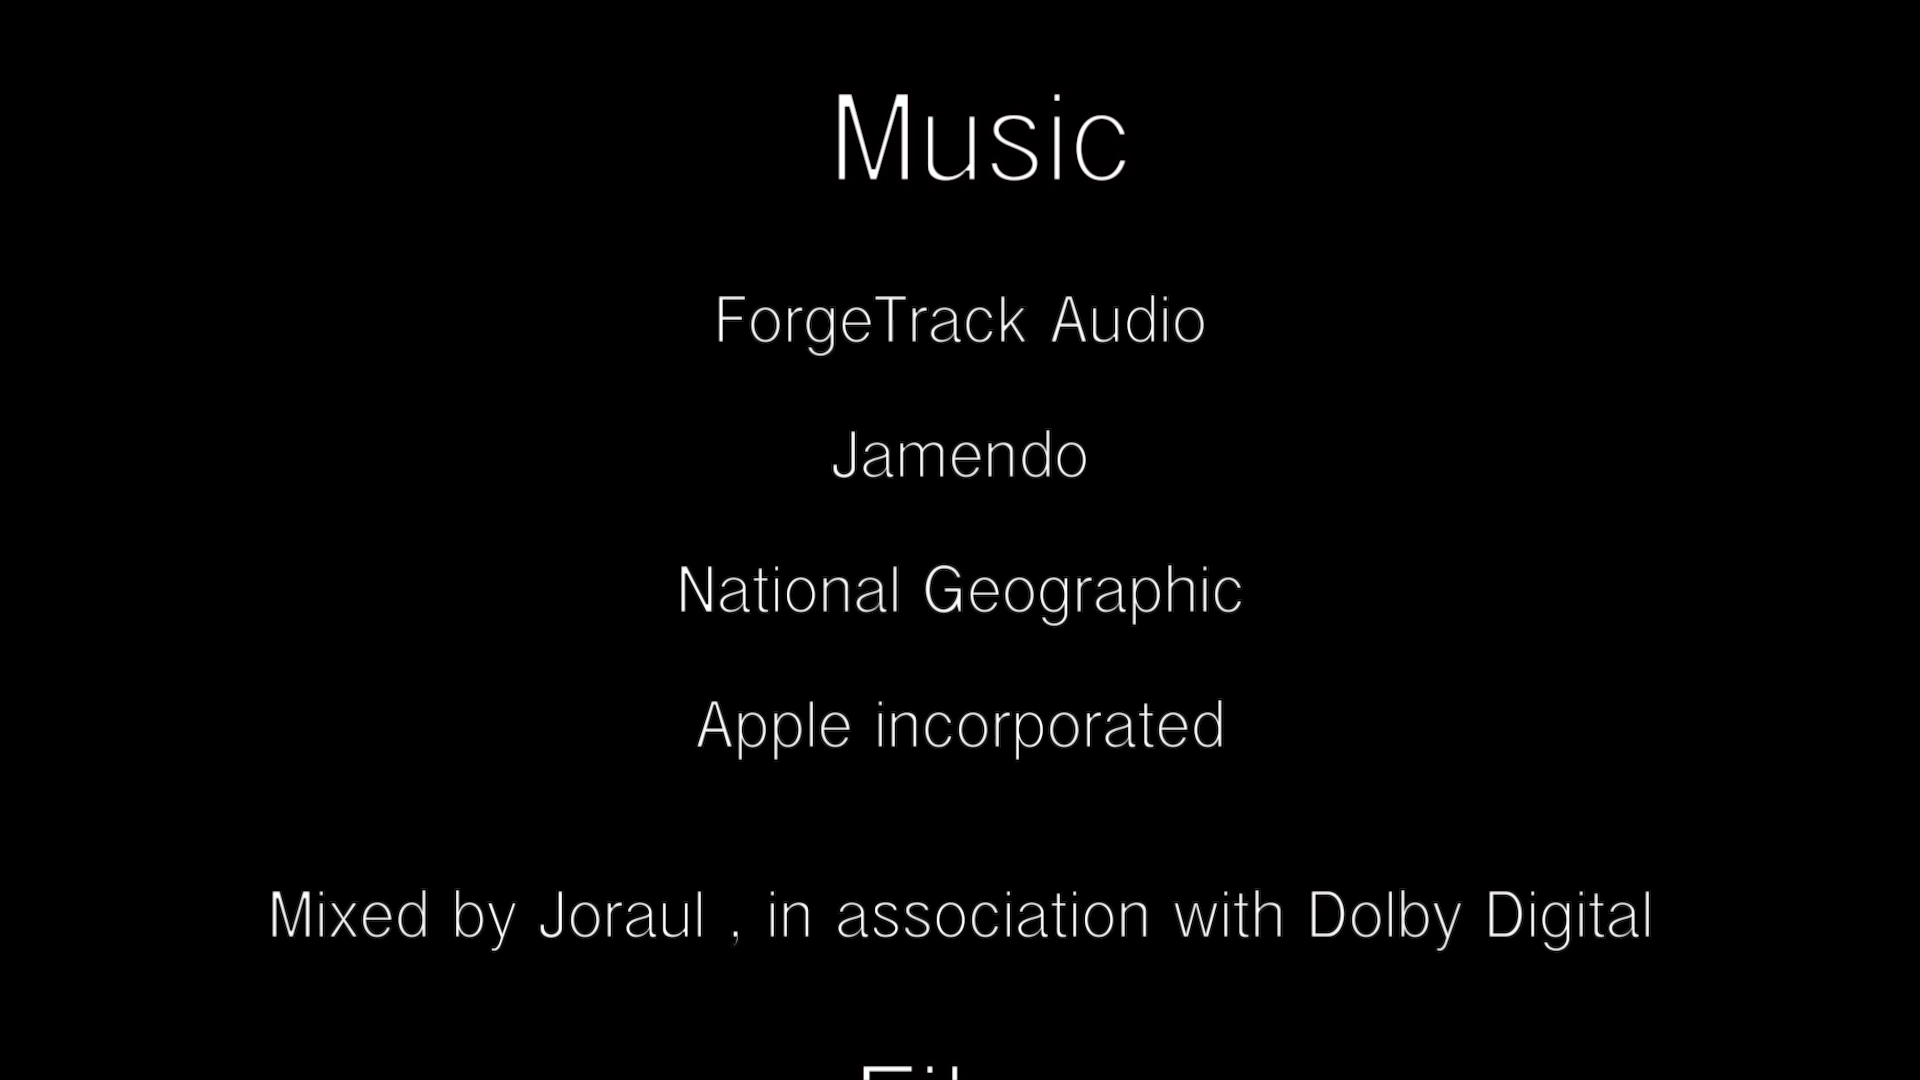 Music
ForgeTrack Audio
Jamendo
National Geographic
Apple incorporated
Mixed by Joraul , in association with Dolby Digital